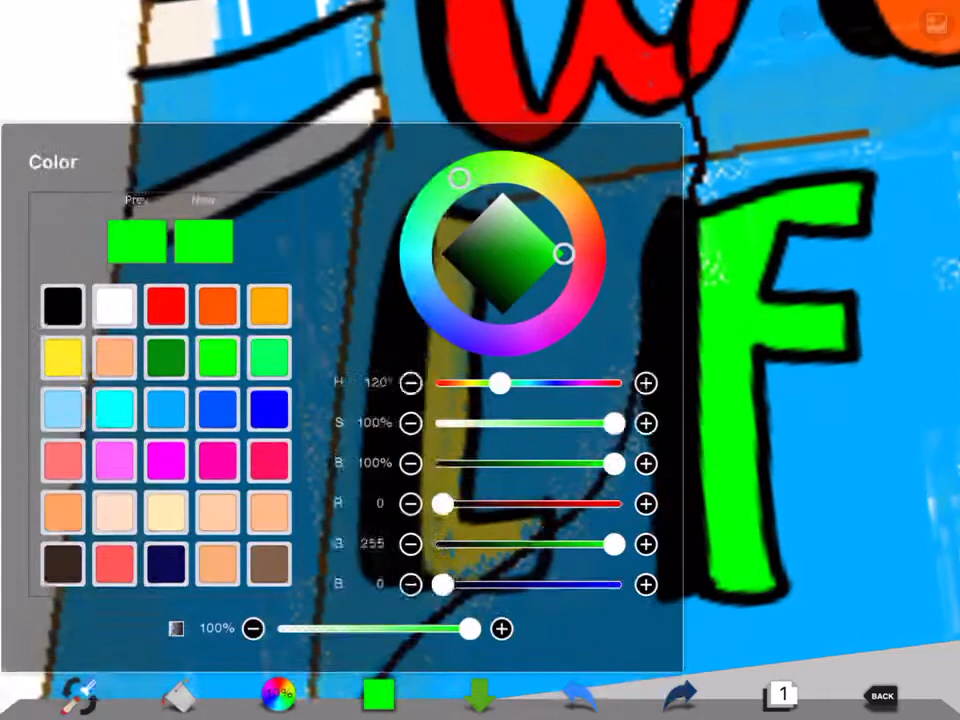 Color
Prev New
H 120°
S 100%
B 100%
R 0
G 255
B 0
100%
L F
1
BACK